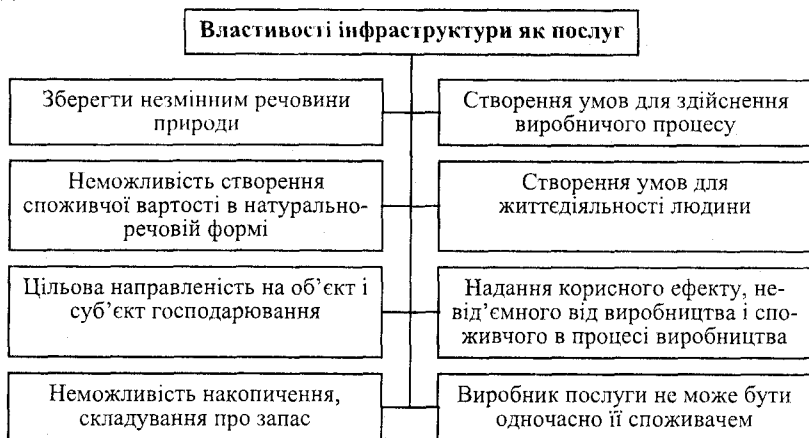 Властивості інфраструктури як послуг
Зберегти незмінним речовини
природи
Створення умов для здійснення
виробничого процесу
Неможливість створення
споживчої вартості в натурально-
речовій формі
Створення умов для
життєдіяльності людини
Цільова направленість на об’єкт і
суб’єкт господарювання
Надання корисного ефекту, не-
від’ємного від виробництва і спо-
живчого в процесі виробництва
Неможливість накопичення,
складування про запас
Виробник послуги не може бути
одночасно її споживачем